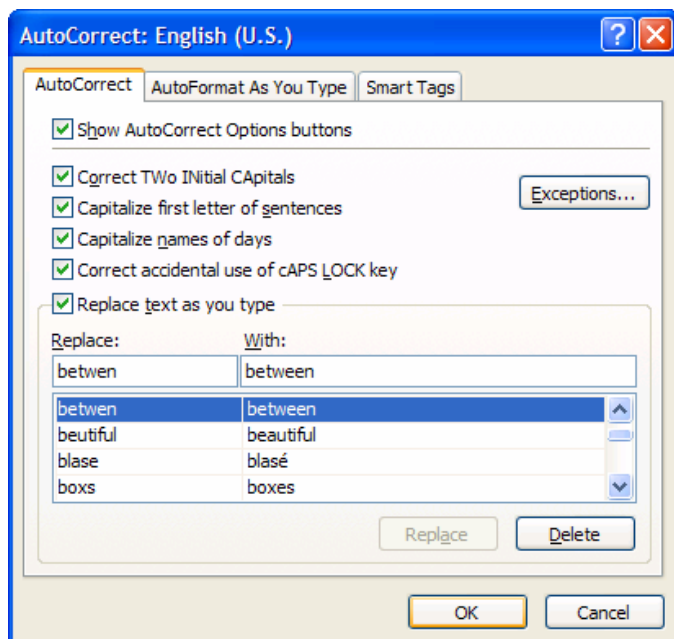 AutoCorrect: English (U.S.)
AutoCorrect AutoFormat As You Type Smart Tags
Show AutoCorrect Options buttons
Correct TWo INitial CApitals
Exceptions...
Capitalize first letter of sentences
Capitalize names of days
Correct accidental use of cAPS LOCK key
Replace text as you type
Replace: With:
betwen between
betwen between
beutiful beautiful
blase blasé
boxs boxes
Replace Delete
OK Cancel